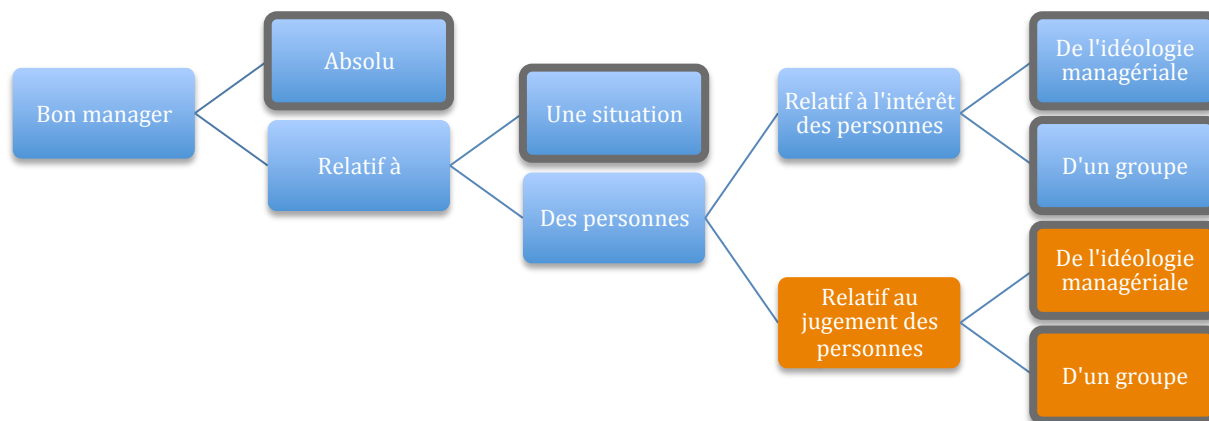 Bon manager
Absolu
Relatif à
Une situation
Des personnes
Relatif à l'intérêt
des personnes
De l'idéologie
managériale
D'un groupe
Relatif au
jugement des
personnes
De l'idéologie
managériale
D'un groupe